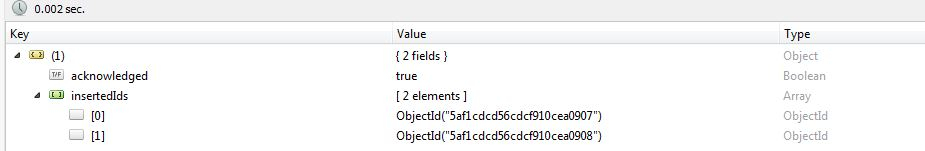 0.002 sec.
Key Value Type
(1) { 2 fields } Object
T/F acknowledged true Boolean
insertedIds [ 2 elements ] Array
[0] ObjectId("5af1cdcd56cdcf910cea0907") ObjectId
[1] ObjectId("5af1cdcd56cdcf910cea0908") ObjectId